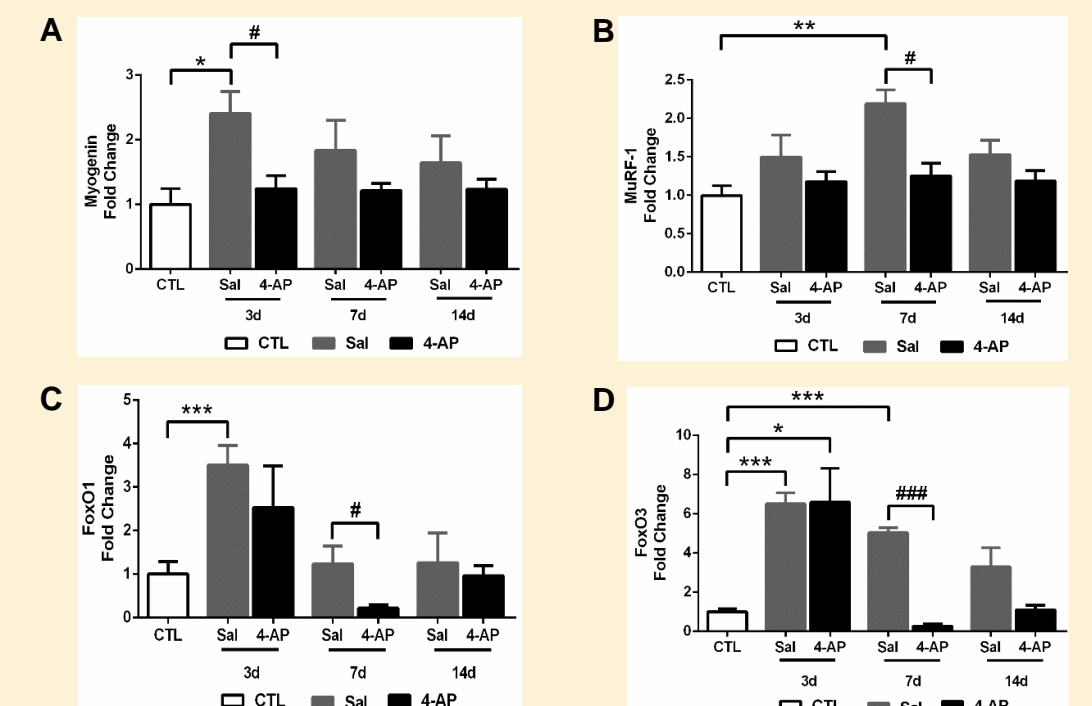 A
#
*
3
2
1
0
Myogenin
Fold Change
CTL Sal 4-AP Sal 4-AP Sal 4-AP
3d 7d 14d
CTL Sal 4-AP
B
**
#
2.5
2.0
1.5
1.0
0.5
0.0
MuRF-1
Fold Change
CTL Sal 4-AP Sal 4-AP Sal 4-AP
3d 7d 14d
CTL Sal 4-AP
C
***
#
5
4
3
2
1
0
FoxO1
Fold Change
CTL Sal 4-AP Sal 4-AP Sal 4-AP
3d 7d 14d
CTL Sal 4-AP
D
***
*
***
###
10
8
6
4
2
0
FoxO3
Fold Change
CTL Sal 4-AP Sal 4-AP Sal 4-AP
3d 7d 14d
CTL Sal 4-AP